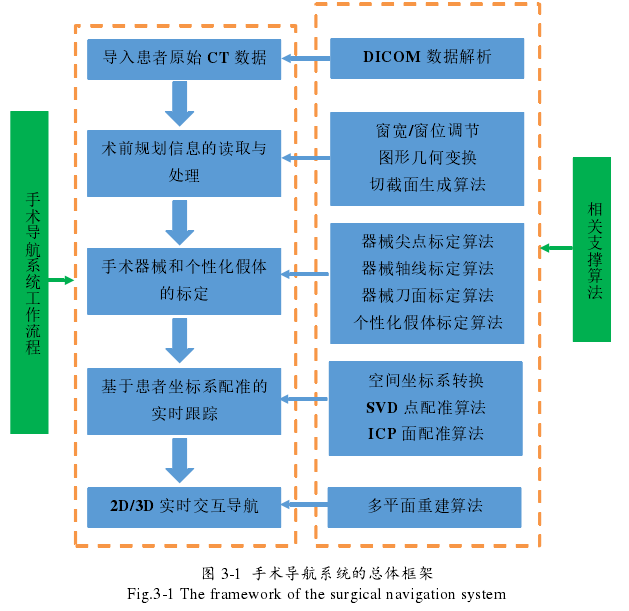 手术导航系统工作流程
导入患者原始 CT 数据
术前规划信息的读取与
处理
手术器械和个性化假体
的标定
基于患者坐标系配准的
实时跟踪
2D/3D 实时交互导航
DICOM 数据解析
窗宽/窗位调节
图形几何变换
切截面生成算法
器械尖点标定算法
器械轴线标定算法
器械刀面标定算法
个性化假体标定算法
空间坐标系转换
SVD 点配准算法
ICP 面配准算法
多平面重建算法
相关支撑算法
图 3-1 手术导航系统的总体框架
Fig.3-1 The framework of the surgical navigation system